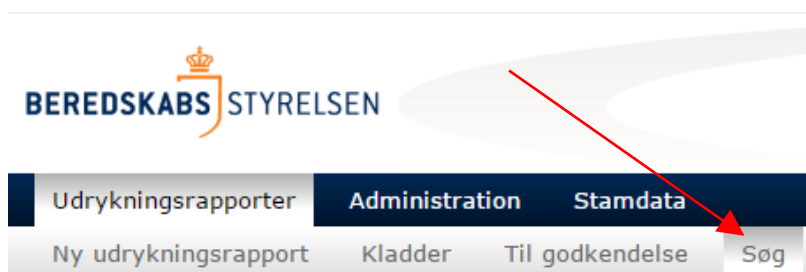 BEREDSKABS STYRELSEN
Udrykningsrapporter Administration Stamdata
Ny udrykningsrapport Kladder Til godkendelse Søg